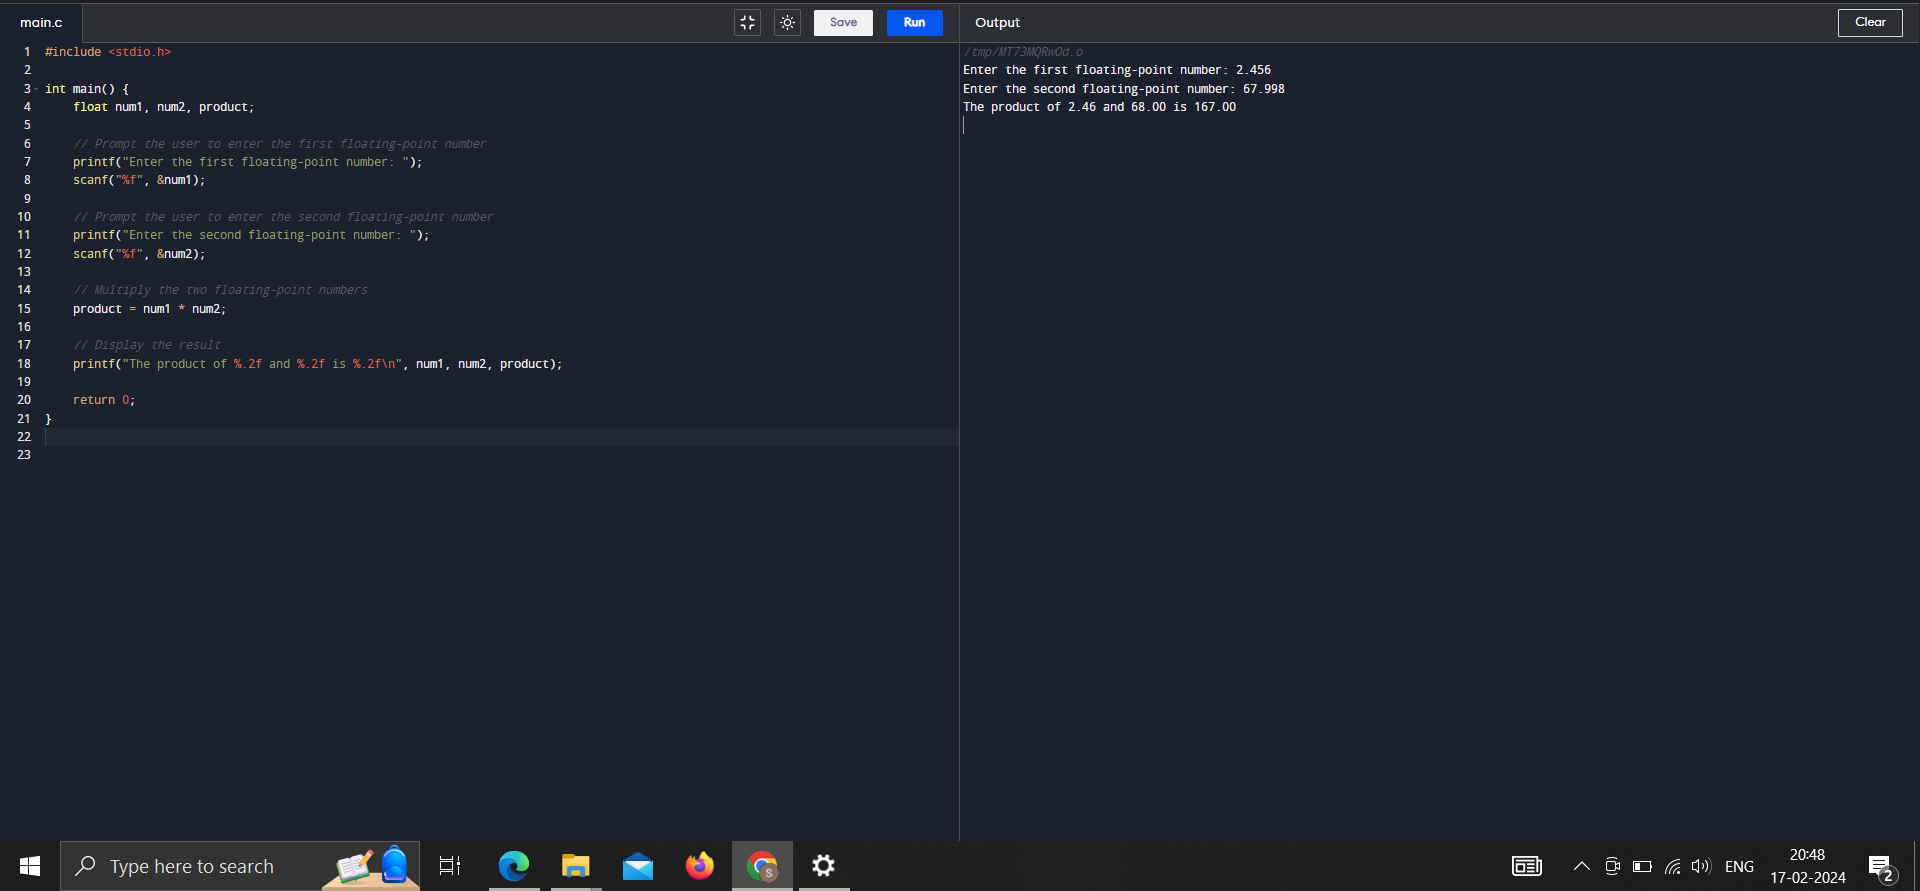 main.c
Save
Run
Output
Clear
1 #include <stdio.h>
2
3 int main() {
4     float num1, num2, product;
5
6     // Prompt the user to enter the first floating-point number
7     printf("Enter the first floating-point number: ");
8     scanf("%f", &num1);
9
10     // Prompt the user to enter the second floating-point number
11     printf("Enter the second floating-point number: ");
12     scanf("%f", &num2);
13
14     // Multiply the two floating-point numbers
15     product = num1 * num2;
16
17     // Display the result
18     printf("The product of %.2f and %.2f is %.2f\n", num1, num2, product);
19
20     return 0;
21 }
22
23
/tmp/MT73MQRwOd.o
Enter the first floating-point number: 2.456
Enter the second floating-point number: 67.998
The product of 2.46 and 68.00 is 167.00
Type here to search
S
ENG
20:48
17-02-2024
2